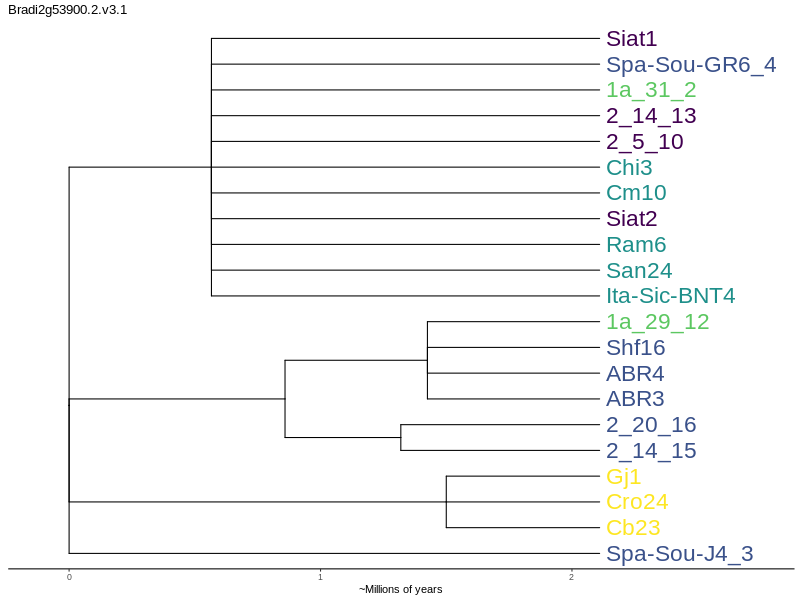 Bradi2g53900.2.v3.1
Siat1
Spa-Sou-GR6_4
1a_31_2
2_14_13
2_5_10
Chi3
Cm10
Siat2
Ram6
San24
Ita-Sic-BNT4
1a_29_12
Shf16
ABR4
ABR3
2_20_16
2_14_15
Gj1
Cro24
Cb23
Spa-Sou-J4_3
0 1 2
~Millions of years